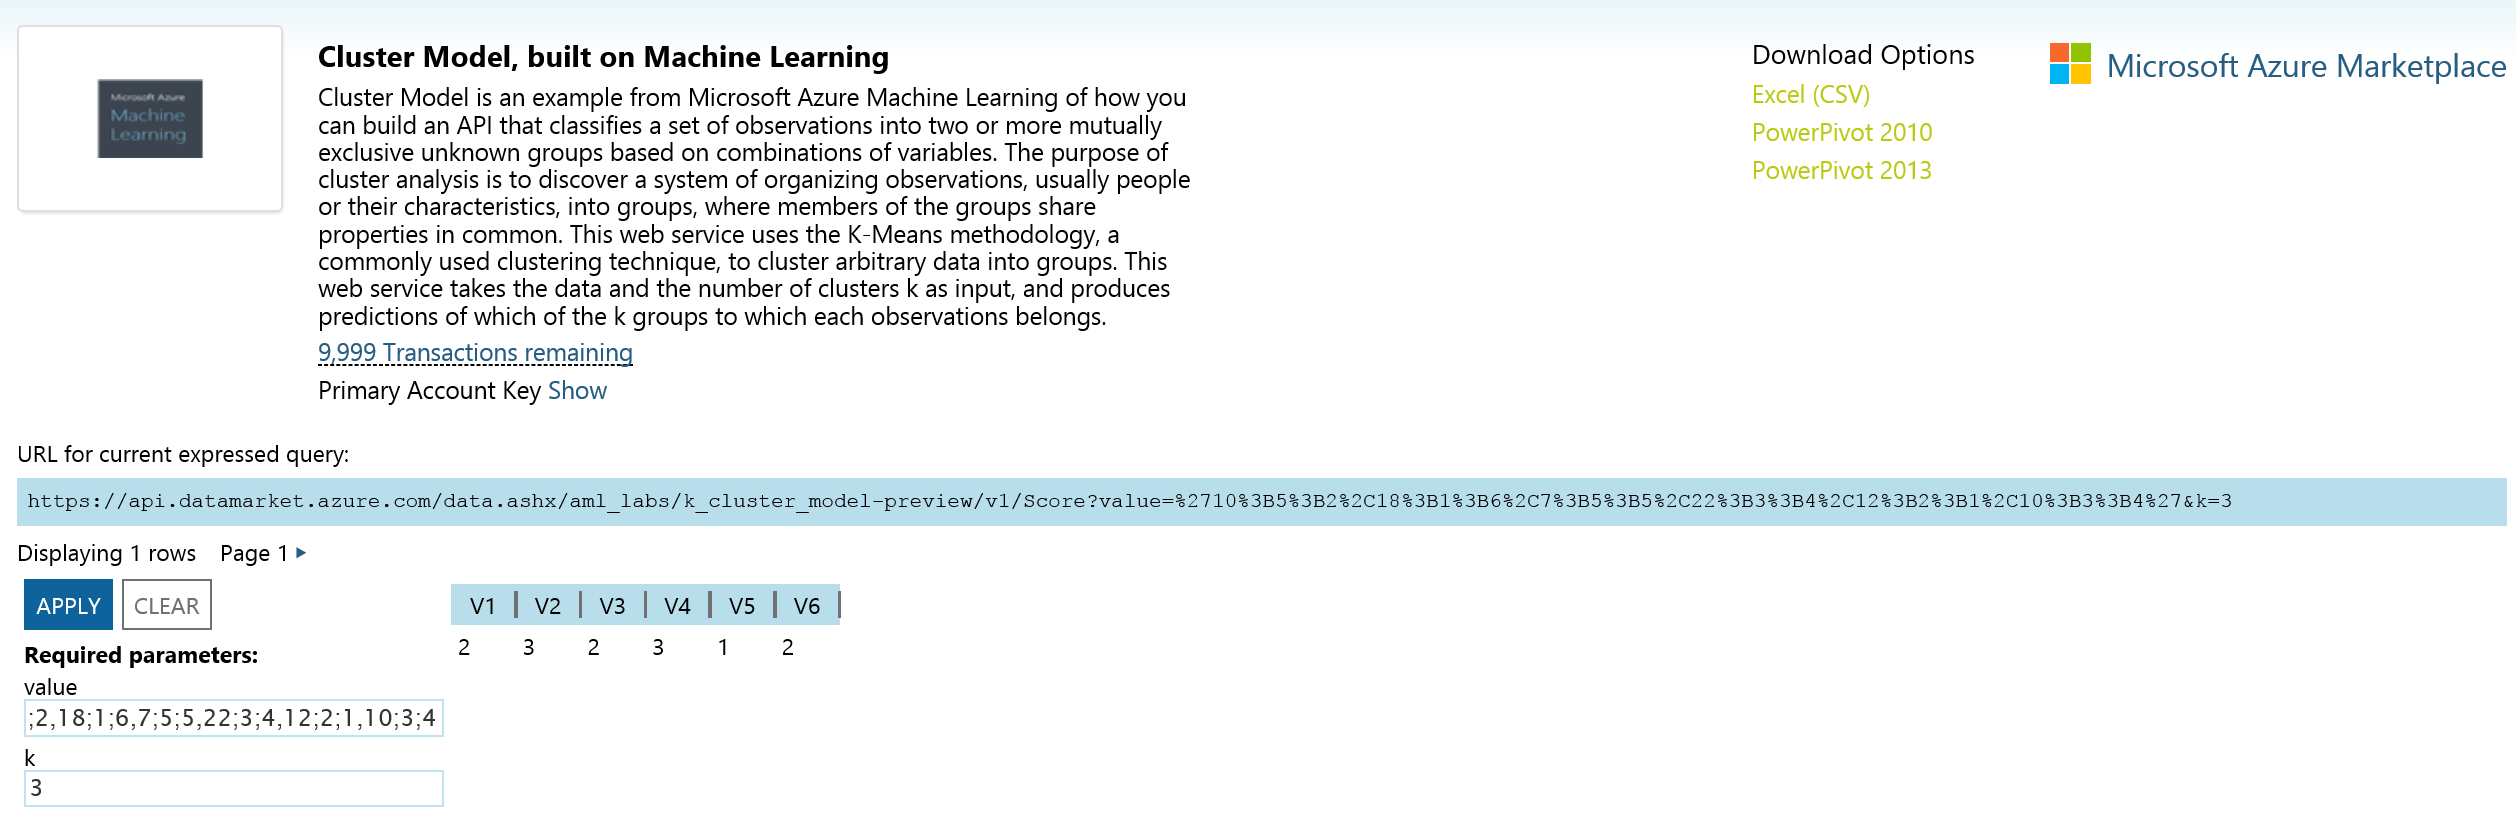 Microsoft Azure
Machine
Learning
Cluster Model, built on Machine Learning
Cluster Model is an example from Microsoft Azure Machine Learning of how you
can build an API that classifies a set of observations into two or more mutually
exclusive unknown groups based on combinations of variables. The purpose of
cluster analysis is to discover a system of organizing observations, usually people
or their characteristics, into groups, where members of the groups share
properties in common. This web service uses the K-Means methodology, a
commonly used clustering technique, to cluster arbitrary data into groups. This
web service takes the data and the number of clusters k as input, and produces
predictions of which of the k groups to which each observations belongs.
9,999 Transactions remaining
Primary Account Key Show
Download Options
Excel (CSV)
PowerPivot 2010
PowerPivot 2013
Microsoft Azure Marketplace
URL for current expressed query:
https://api.datamarket.azure.com/data.ashx/aml_labs/k_cluster_model-preview/v1/Score?value=%2710%3B5%3B2%2C18%3B1%3B6%2C7%3B5%3B5%2C22%3B3%3B4%2C12%3B2%3B1%2C10%3B3%3B4%27&k=3
Displaying 1 rows Page 1
APPLY CLEAR
Required parameters:
value
;2,18;1;6,7;5;5,22;3;4,12;2;1,10;3;4
k
3
V1 V2 V3 V4 V5 V6
2 3 2 3 1 2